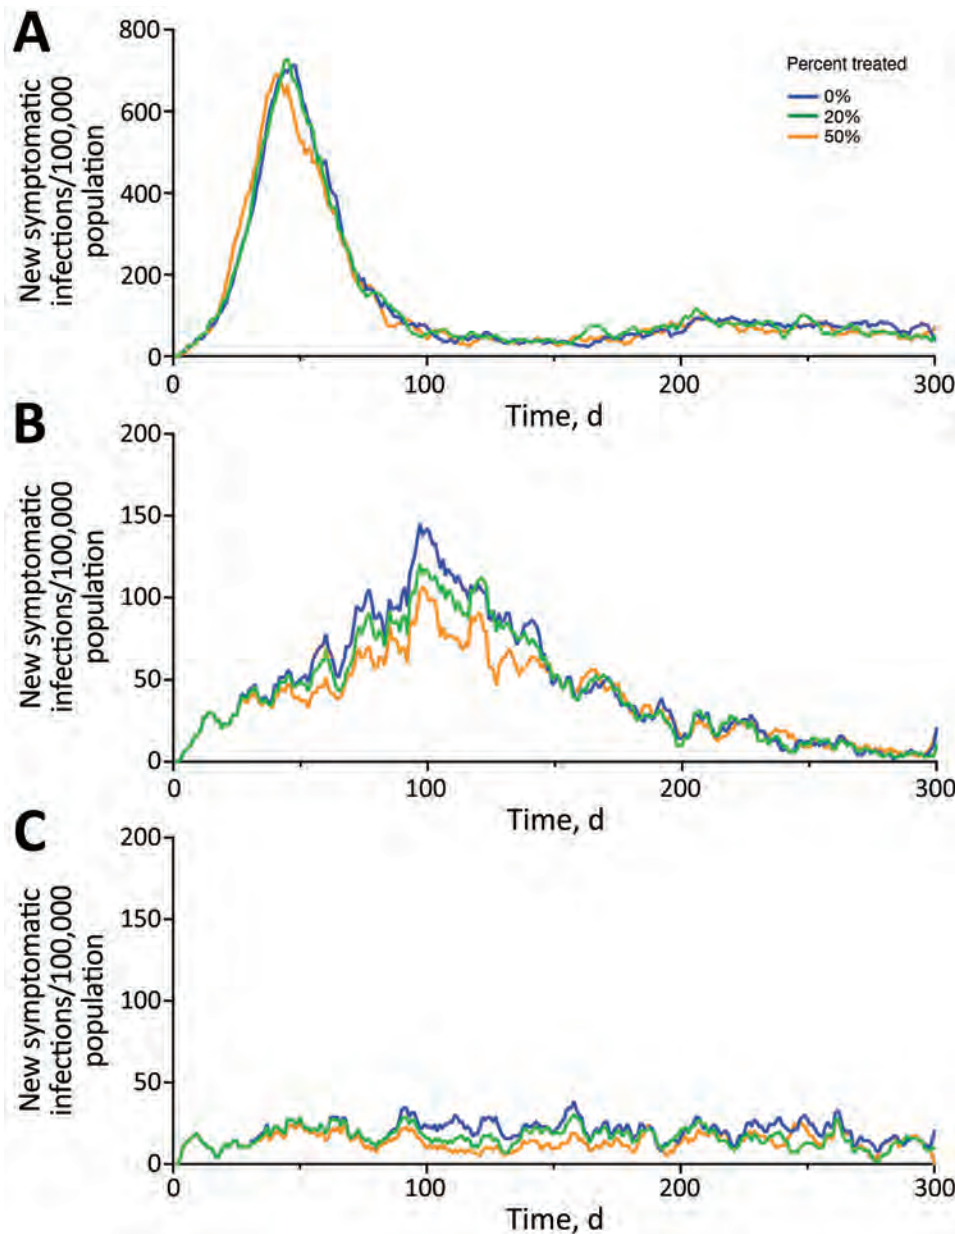 A
New symptomatic
infections/100,000
population
800
600
400
200
0
0 100 200 300
Time, d
Percent treated
0%
20%
50%
B
New symptomatic
infections/100,000
population
200
150
100
50
0
0 100 200 300
Time, d
C
New symptomatic
infections/100,000
population
200
150
100
50
0
0 100 200 300
Time, d